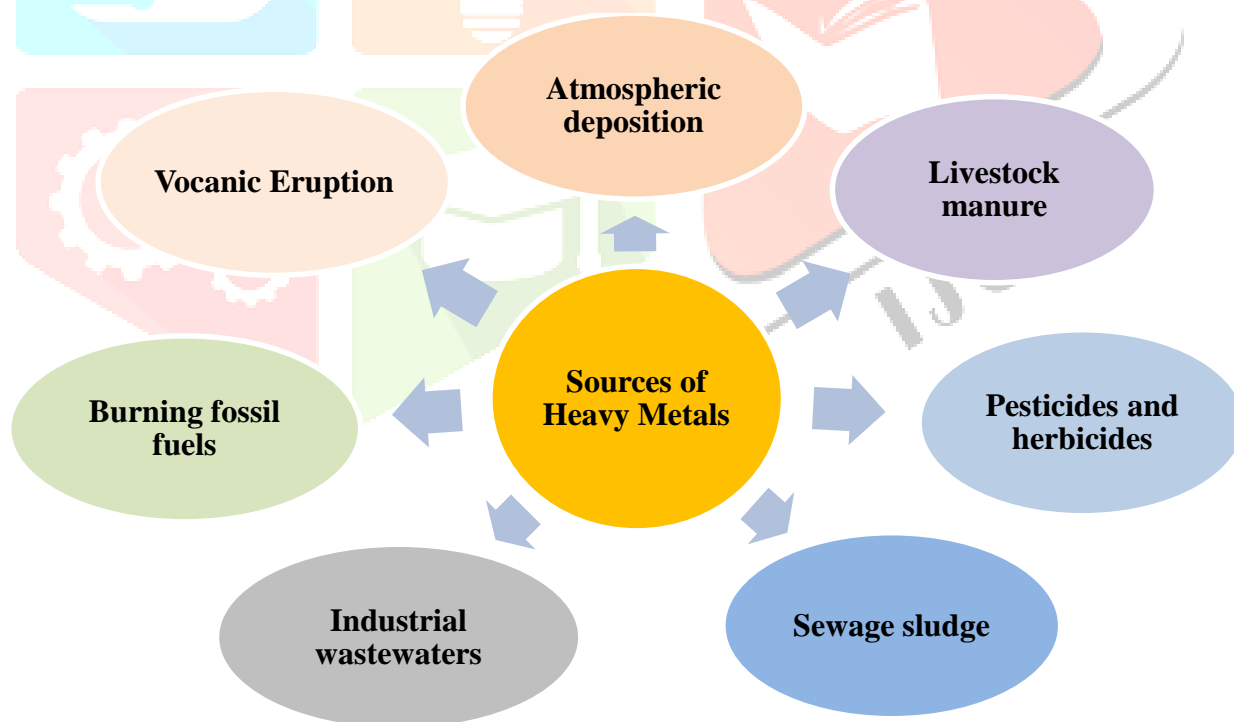 Atmospheric
deposition
Vocanic Eruption
Livestock
manure
Sources of
Heavy Metals
Burning fossil
fuels
Pesticides and
herbicides
Industrial
wastewaters
Sewage sludge